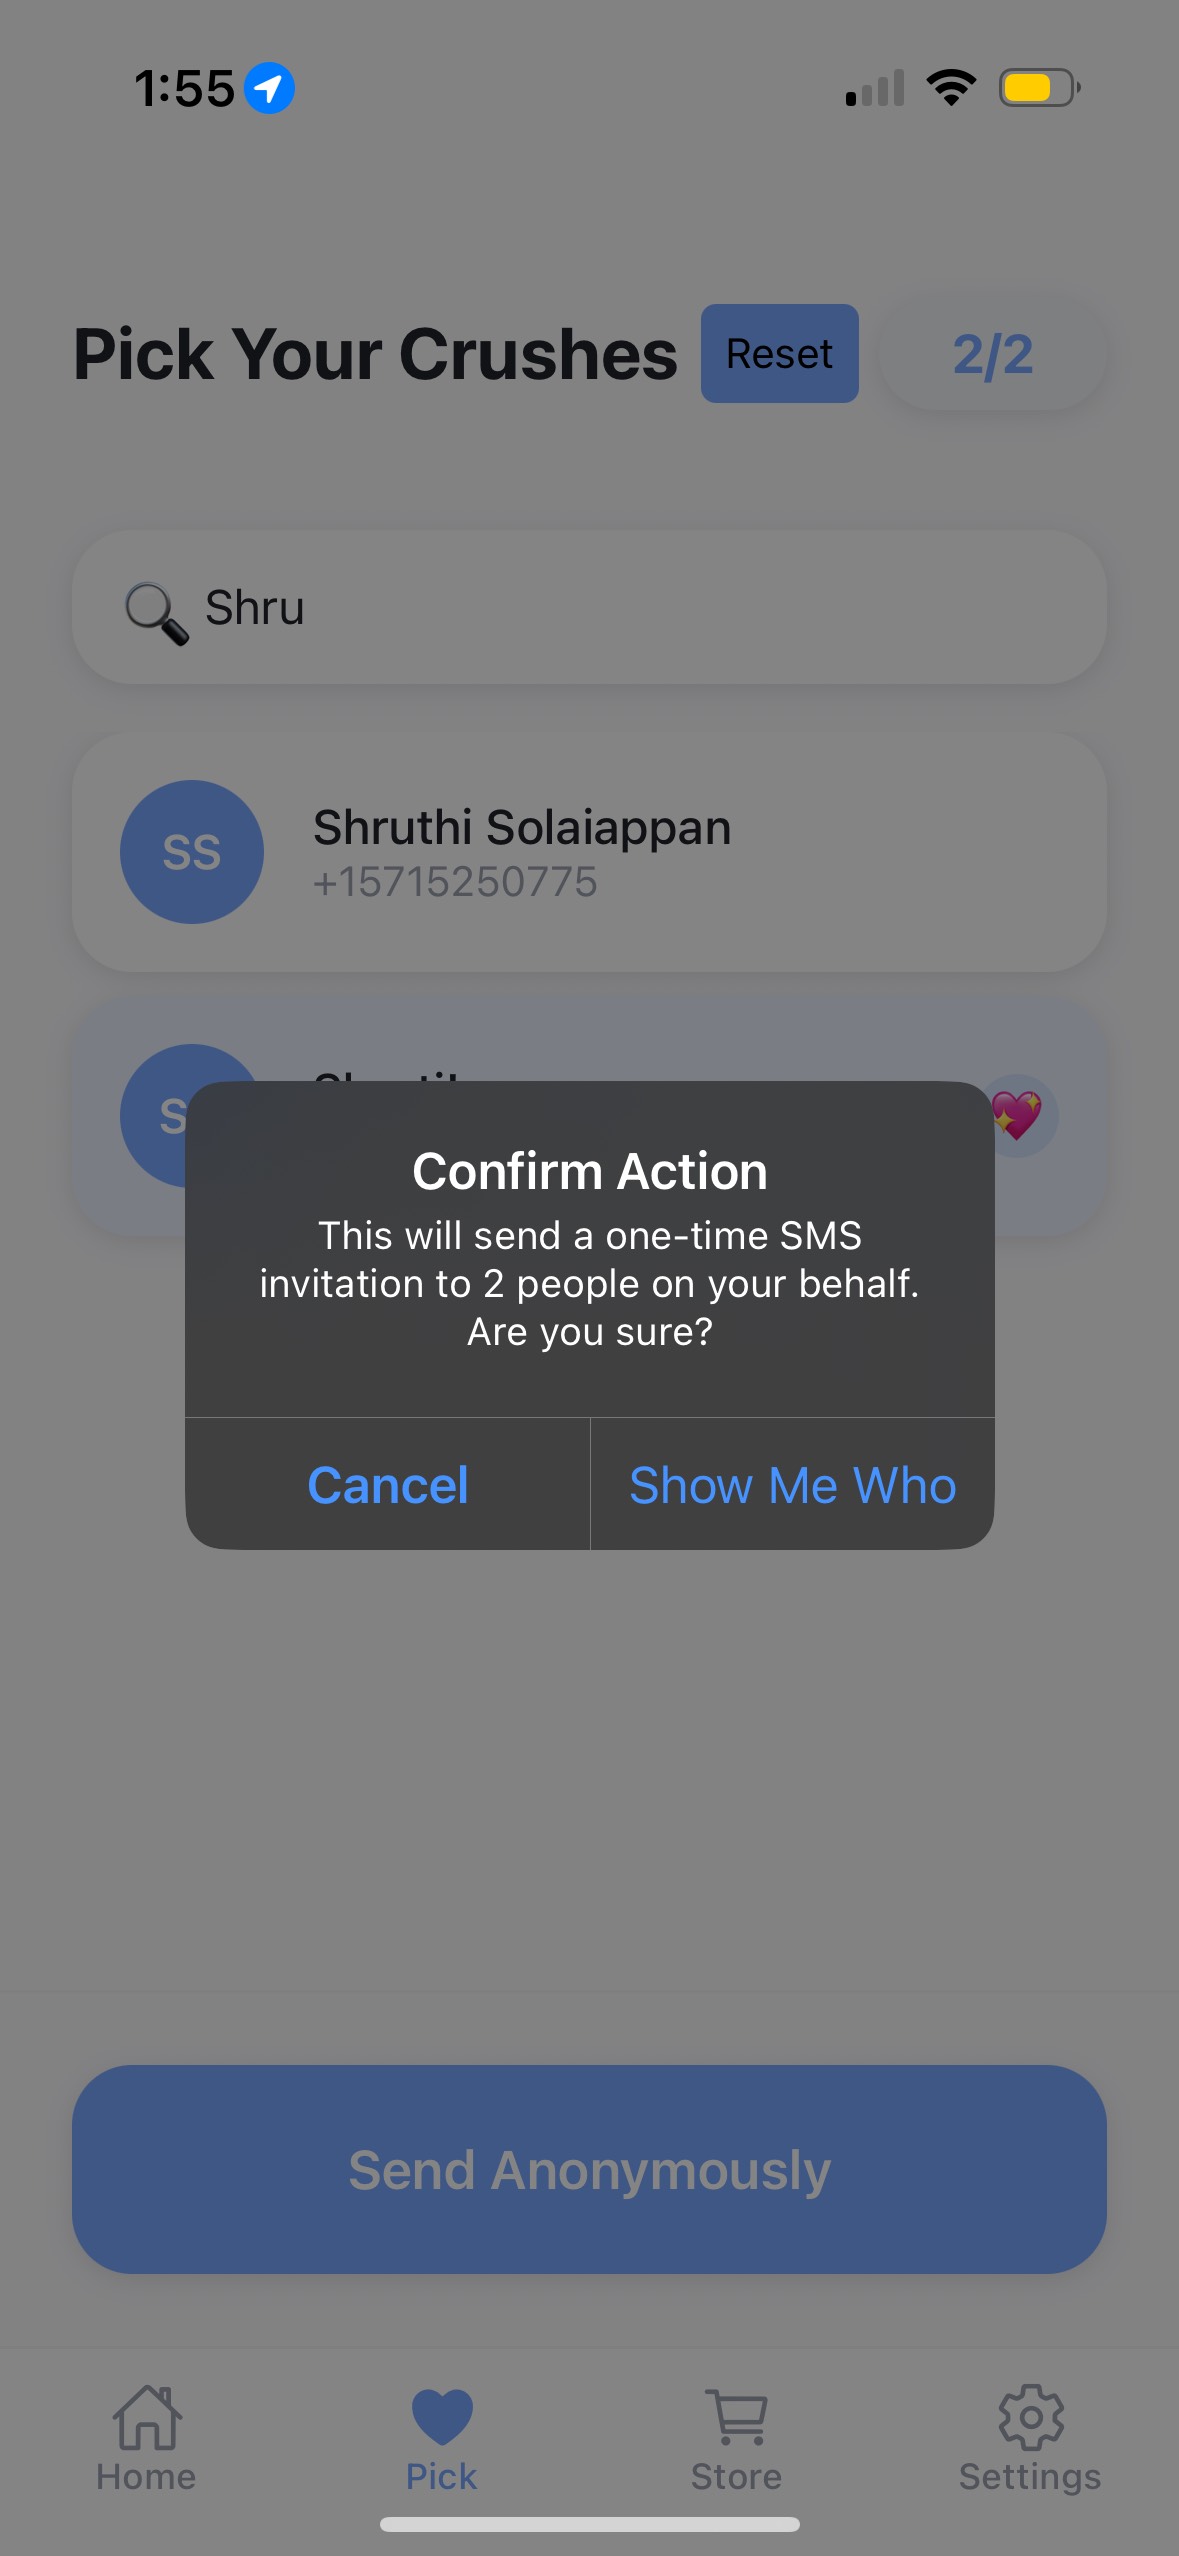 1:55
Pick Your Crushes
Reset
2/2
Shru
SS
Shruthi Solaiappan
+15715250775
Confirm Action
This will send a one-time SMS
invitation to 2 people on your behalf.
Are you sure?
Cancel
Show Me Who
Send Anonymously
Home
Pick
Store
Settings